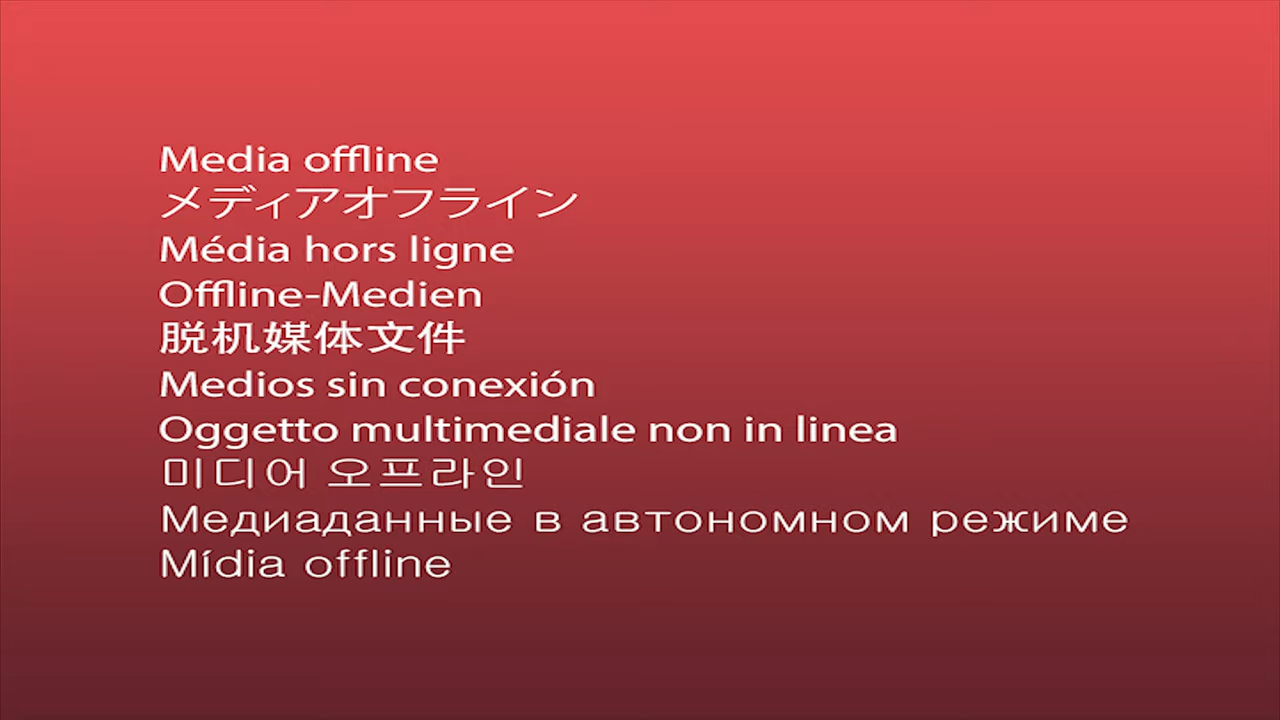 Media offline
メディアオフライン
Média hors ligne
Offline-Medien
脱机媒体文件
Medios sin conexión
Oggetto multimediale non in linea
미디어 오프라인
Медиаданные в автономном режиме
Mídia offline